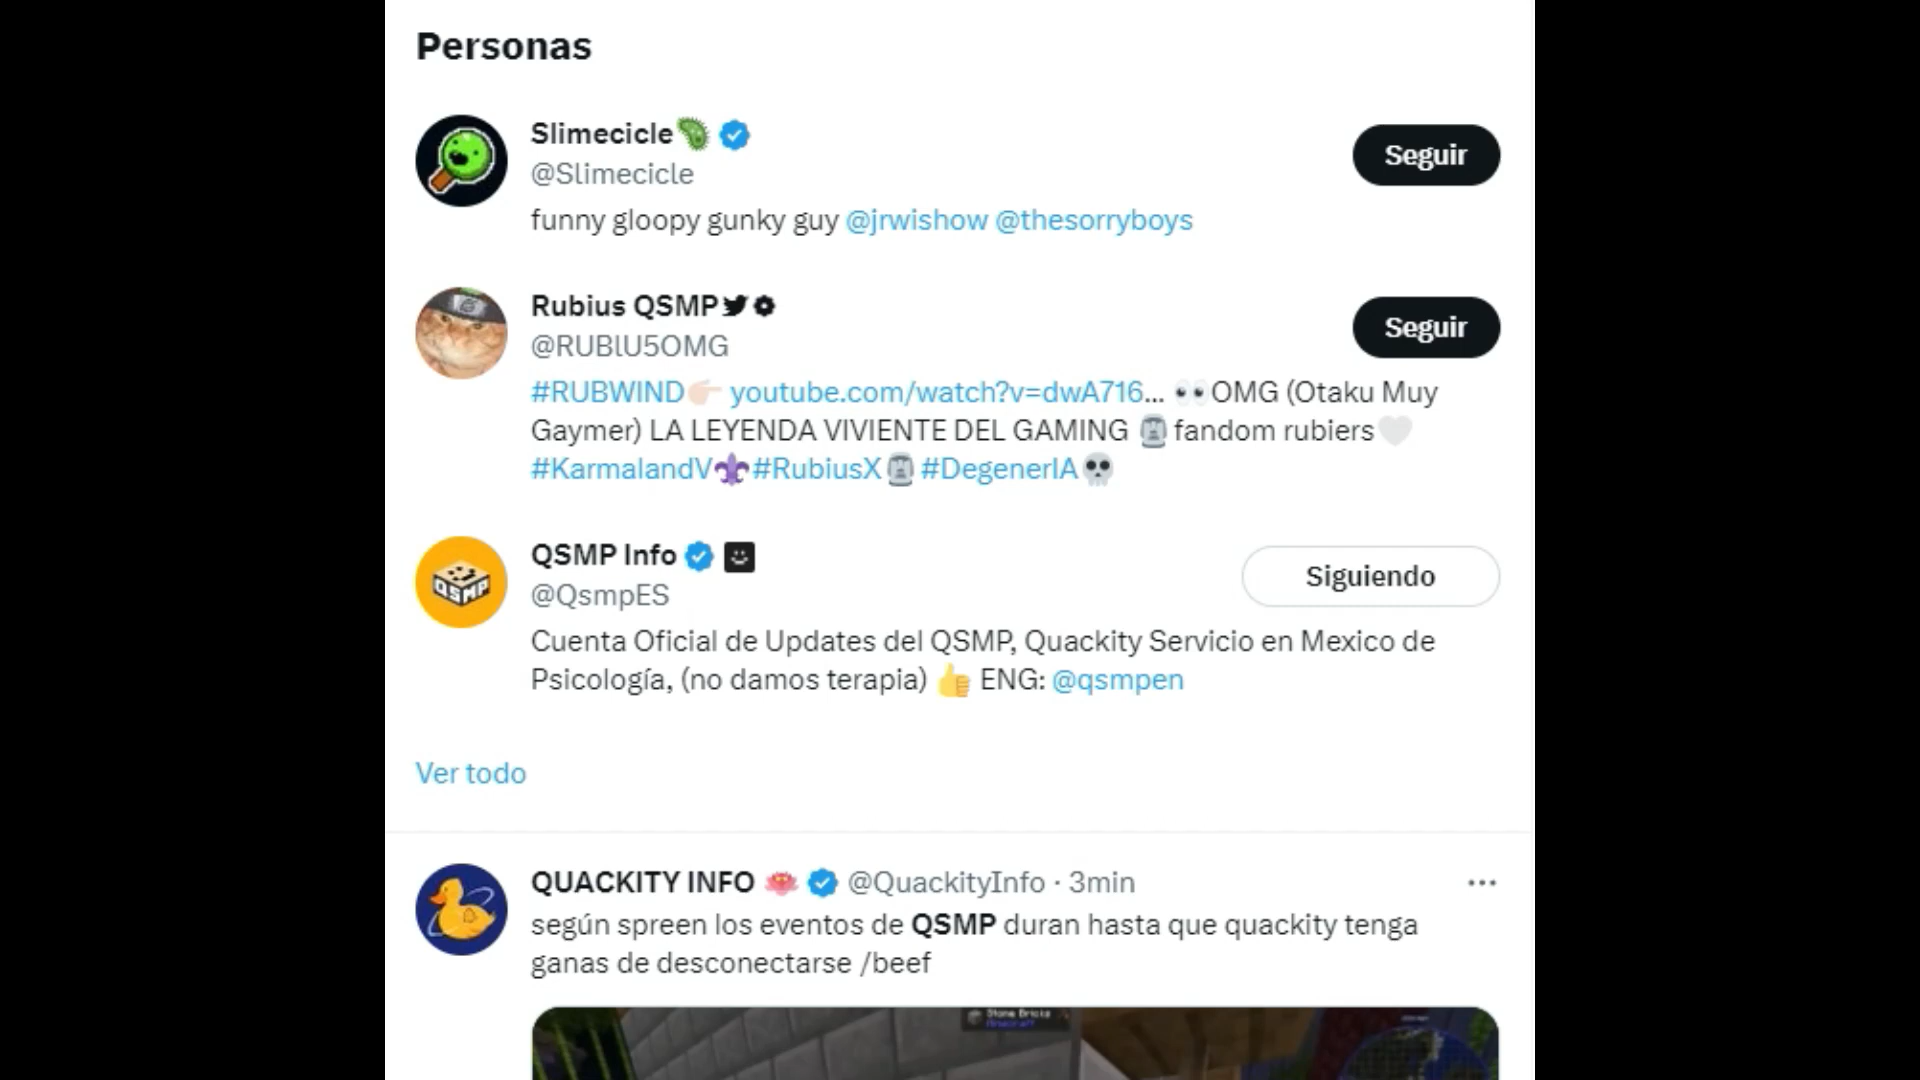 Personas
Slimecicle🦠
@Slimecicle
Seguir
funny gloopy gunky guy @jrwishow @thesorryboys
Rubius QSMP
@RUBlU5OMG
Seguir
#RUBWIND👉🏻 youtube.com/watch?v=dwA716… 👀OMG (Otaku Muy
Gaymer) LA LEYENDA VIVIENTE DEL GAMING 🗿fandom rubiers🤍
#KarmalandV⚜#RubiusX🗿#DegenerIA💀
QSMP Info
@QsmpES
Siguiendo
Cuenta Oficial de Updates del QSMP, Quackity Servicio en Mexico de
Psicología, (no damos terapia) 👍 ENG: @qsmpen
Ver todo
QUACKITY INFO 🪷 @QuackityInfo · 3min
según spreen los eventos de QSMP duran hasta que quackity tenga
ganas de desconectarse /beef
Stone Bricks
Minecraft